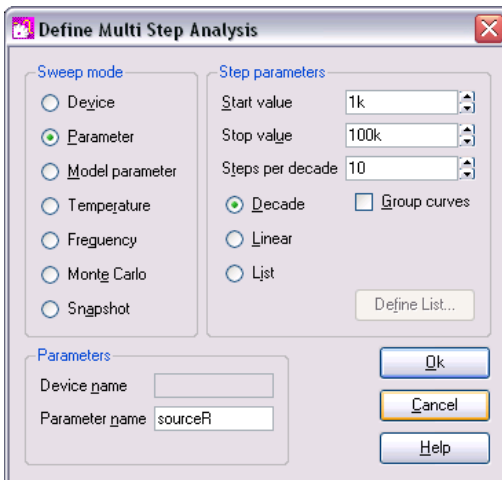 Define Multi Step Analysis
Sweep mode
Device
Parameter
Model parameter
Temperature
Freguency
Monte Carlo
Snapshot
Step parameters
Start value 1k
Stop value 100k
Steps per decade 10
Decade Group curves
Linear
List
Define List...
Parameters
Device name
Parameter name sourceR
Ok
Cancel
Help